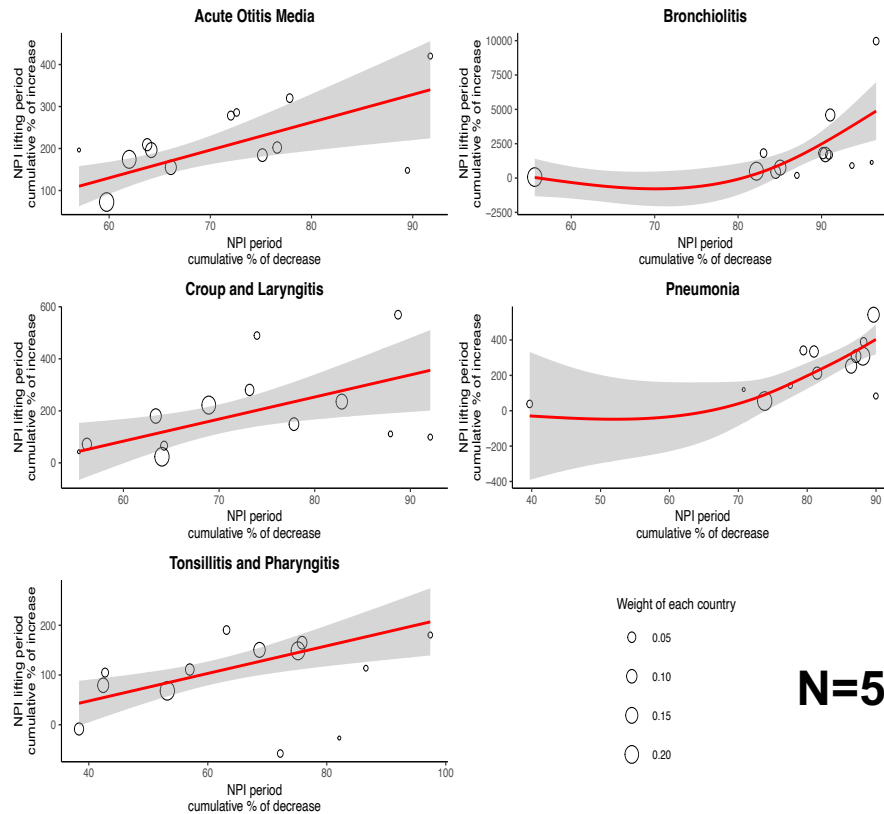 Acute Otitis Media
NPI lifting period
cumulative % of increase
400
300
200
100
60
70
80
90
NPI period
cumulative % of decrease
Bronchiolitis
NPI lifting period
cumulative % of increase
10000
7500
5000
2500
0
−2500
60
70
80
90
NPI period
cumulative % of decrease
Croup and Laryngitis
NPI lifting period
cumulative % of increase
600
400
200
0
60
70
80
90
NPI period
cumulative % of decrease
Pneumonia
NPI lifting period
cumulative % of increase
400
200
0
−200
−400
40
50
60
70
80
90
NPI period
cumulative % of decrease
Tonsillitis and Pharyngitis
NPI lifting period
cumulative % of increase
200
100
0
40
60
80
100
NPI period
cumulative % of decrease
Weight of each country
0.05
0.10
0.15
0.20
N=5